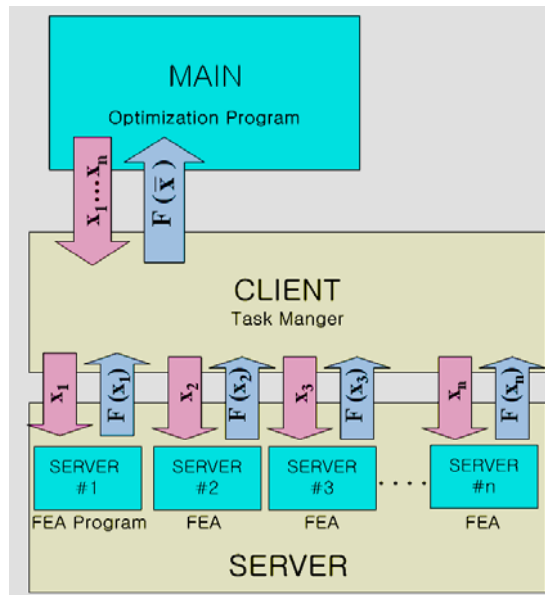 MAIN
Optimization Program
x₁...xₙ
F(x̄)
CLIENT
Task Manger
x₁
F(x₁)
x₂
F(x₂)
x₃
F(x₃)
xₙ
F(xₙ)
SERVER
#1
SERVER
#2
SERVER
#3
....
SERVER
#n
FEA Program
FEA
FEA
FEA
SERVER